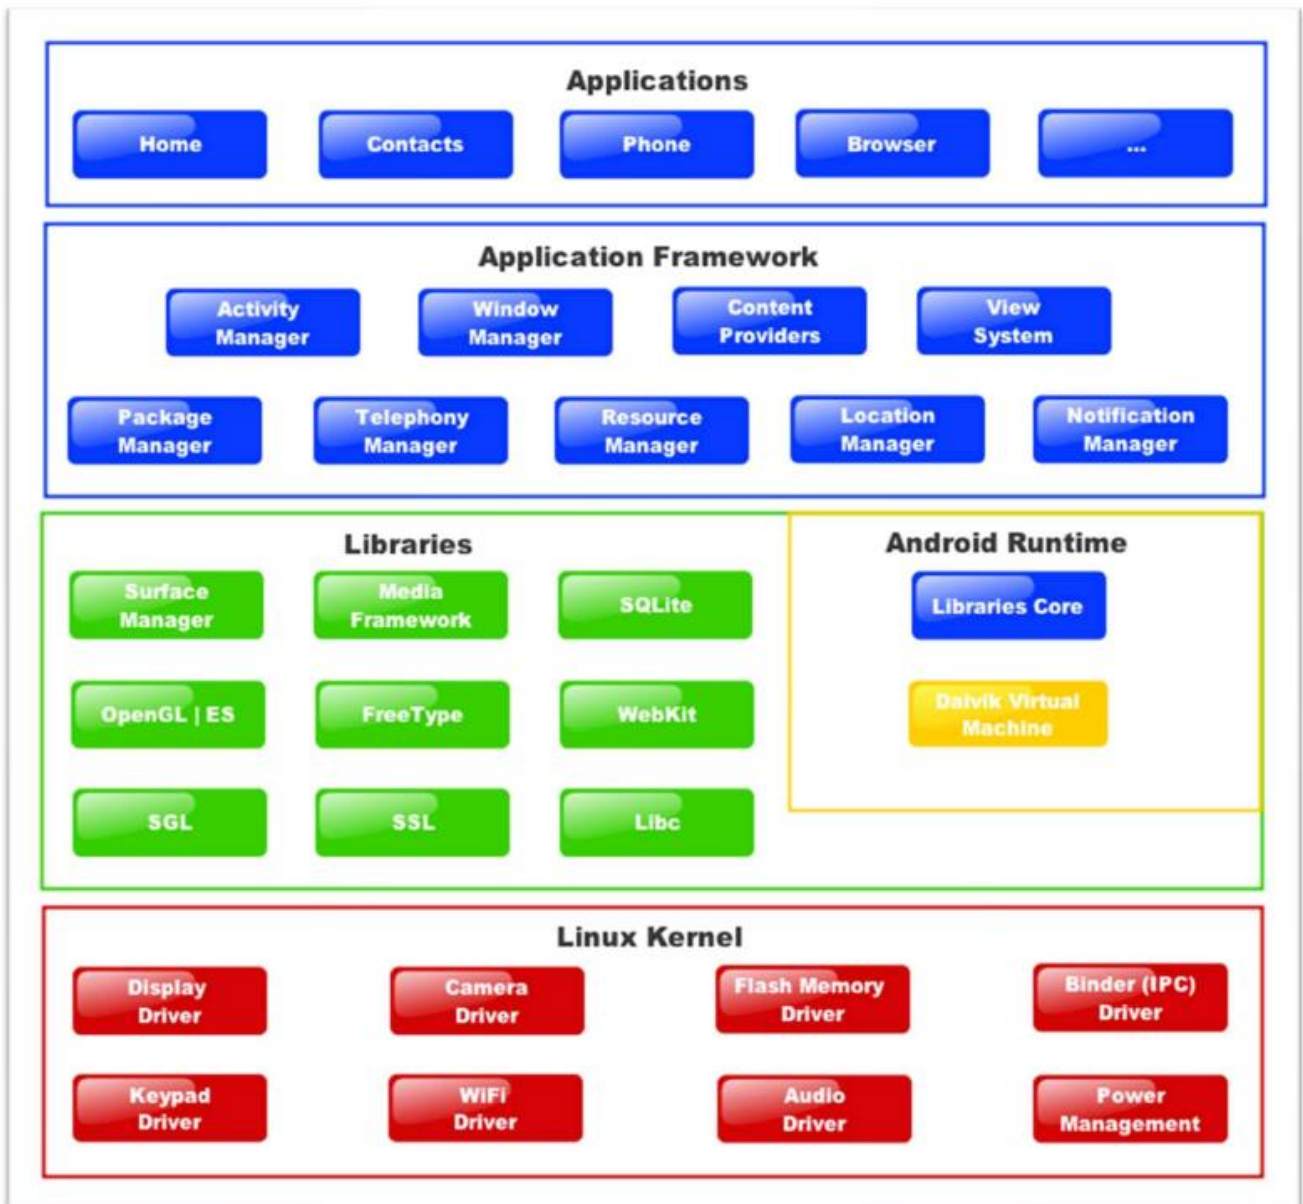 Applications
Home
Contacts
Phone
Browser
...
Application Framework
Activity
Manager
Window
Manager
Content
Providers
View
System
Package
Manager
Telephony
Manager
Resource
Manager
Location
Manager
Notification
Manager
Libraries
Surface
Manager
Media
Framework
SQLite
OpenGL | ES
FreeType
WebKit
SGL
SSL
Libc
Android Runtime
Libraries Core
Dalvik Virtual
Machine
Linux Kernel
Display
Driver
Camera
Driver
Flash Memory
Driver
Binder (IPC)
Driver
Keypad
Driver
WiFi
Driver
Audio
Driver
Power
Management